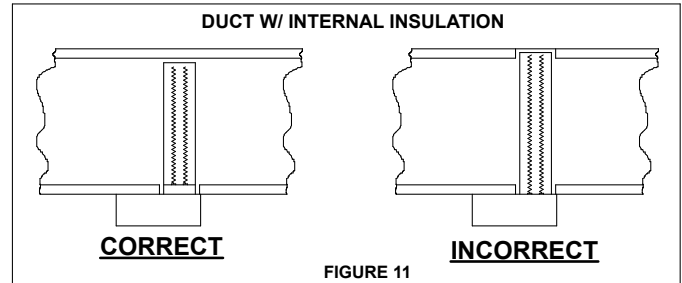 DUCT W/ INTERNAL INSULATION
CORRECT
INCORRECT
FIGURE 11